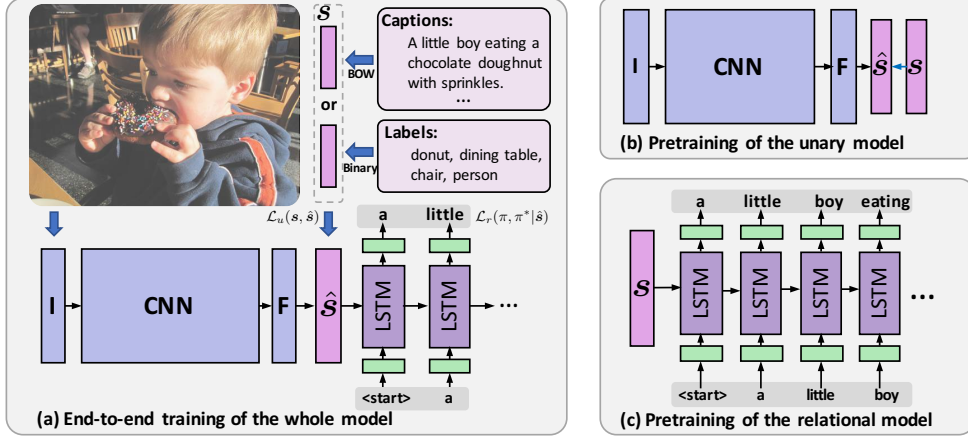 s
Captions:
A little boy eating a
chocolate doughnut
with sprinkles.
...
BOW
or
Labels:
donut, dining table,
chair, person
Binary
ℒᵤ(s, ŝ)
a little
ℒᵣ(π, π*|ŝ)
I CNN F ŝ LSTM LSTM ...
<start> a
(a) End-to-end training of the whole model
I CNN F ŝ s
(b) Pretraining of the unary model
a little boy eating
s LSTM LSTM LSTM LSTM ...
<start> a little boy
(c) Pretraining of the relational model